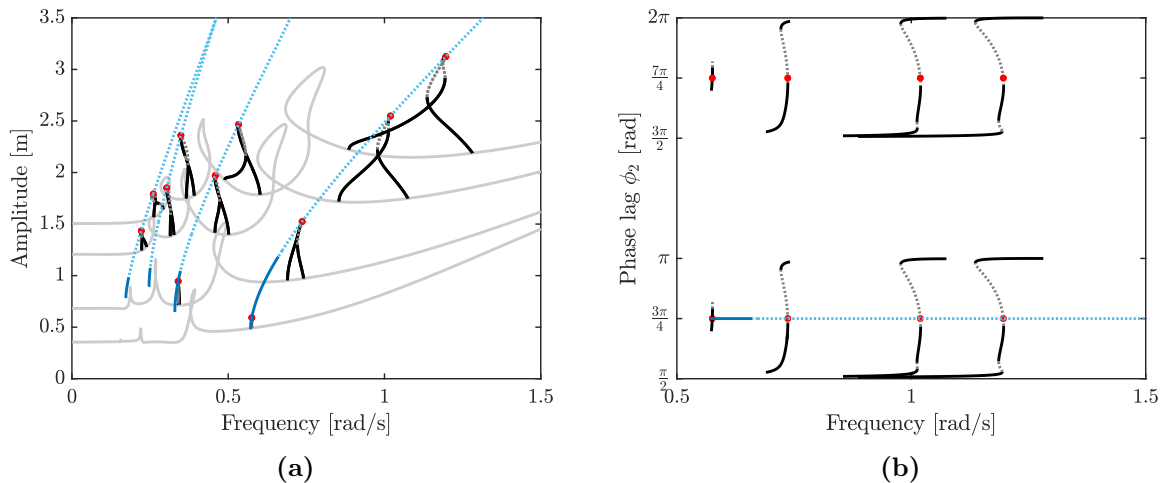 3.5
3
2.5
2
1.5
1
0.5
0
Amplitude [m]
0
0.5
1
1.5
Frequency [rad/s]
(a)
2π
7π/4
3π/2
π
3π/4
π/2
Phase lag ϕ₂ [rad]
0.5
1
1.5
Frequency [rad/s]
(b)